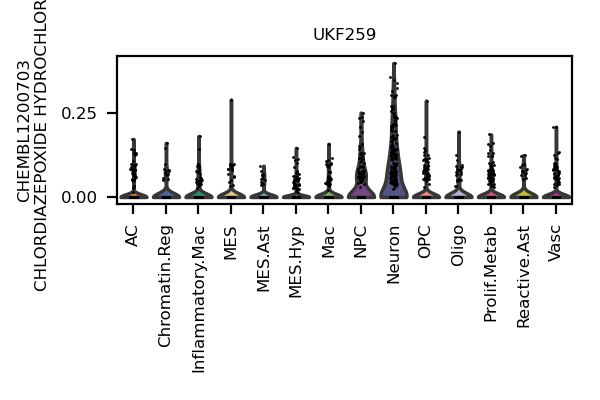 UKF259
CHEMBL1200703
CHLORDIAZEPOXIDE HYDROCHLOR
0.25
0.00
AC
Chromatin.Reg
Inflammatory.Mac
MES
MES.Ast
MES.Hyp
Mac
NPC
Neuron
OPC
Oligo
Prolif.Metab
Reactive.Ast
Vasc